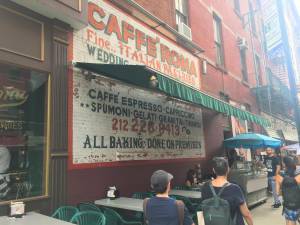 CAFFE' ROMA
Fine ITALIAN PASTRIES
WEDDING
CAFFE' ESPRESSO-CAPPUCCINO
SPUMONI-GELATI
212 226 8413
ALL BAKING DONE ON PREMISES